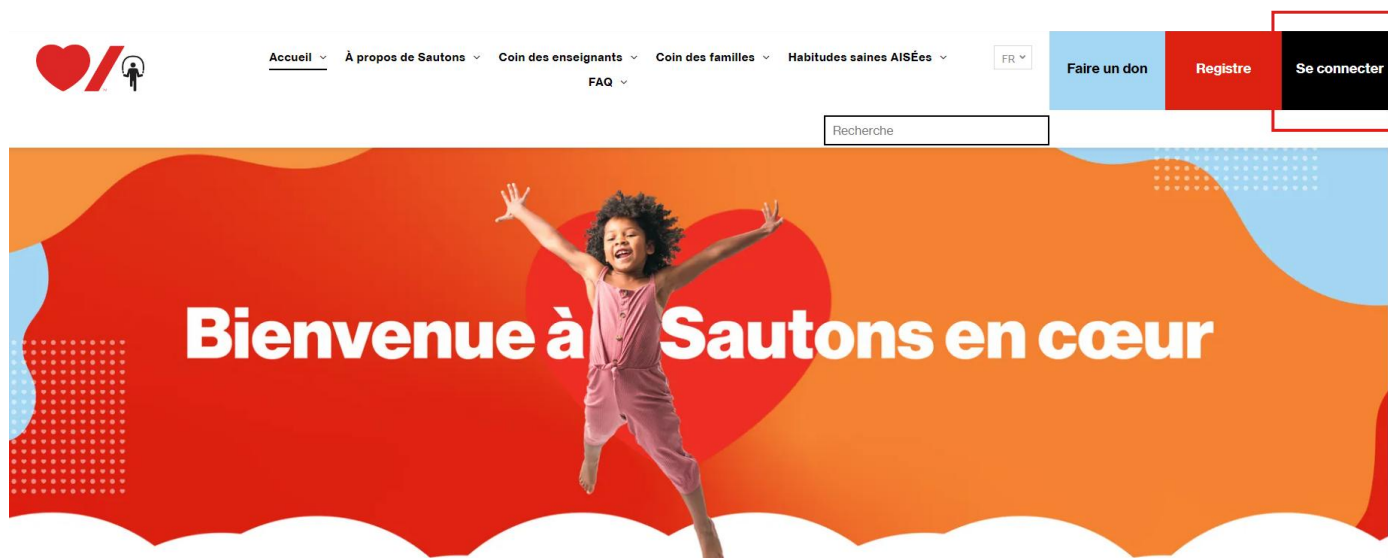 Accueil
À propos de Sautons
Coin des enseignants
Coin des familles
Habitudes saines AISÉes
FAQ
FR
Faire un don
Registre
Se connecter
Recherche
Bienvenue à Sautons en cœur